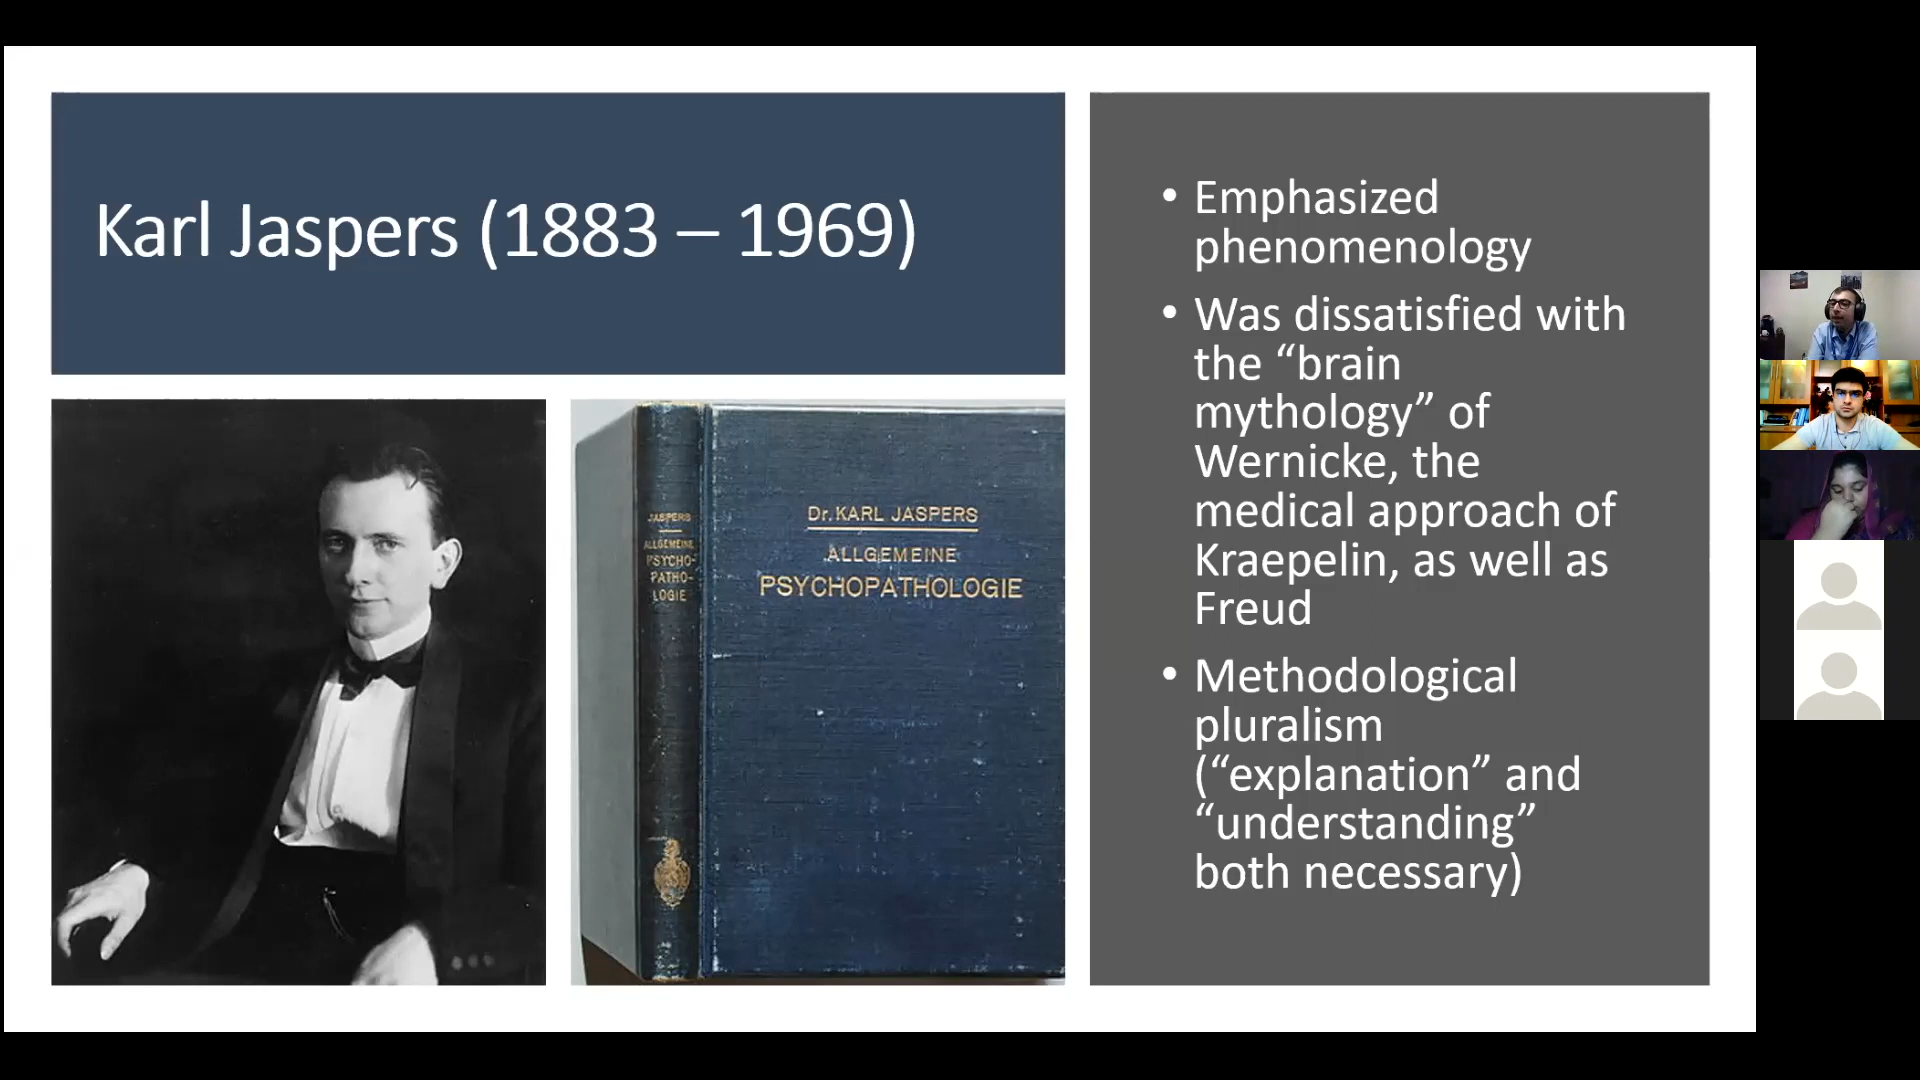 Karl Jaspers (1883 – 1969)
JASPERS
ALLGEMEINE
PSYCHO-
PATHO-
LOGIE
Dr. KARL JASPERS
ALLGEMEINE
PSYCHOPATHOLOGIE
• Emphasized
phenomenology
• Was dissatisfied with
the “brain
mythology” of
Wernicke, the
medical approach of
Kraepelin, as well as
Freud
• Methodological
pluralism
(“explanation” and
“understanding”
both necessary)